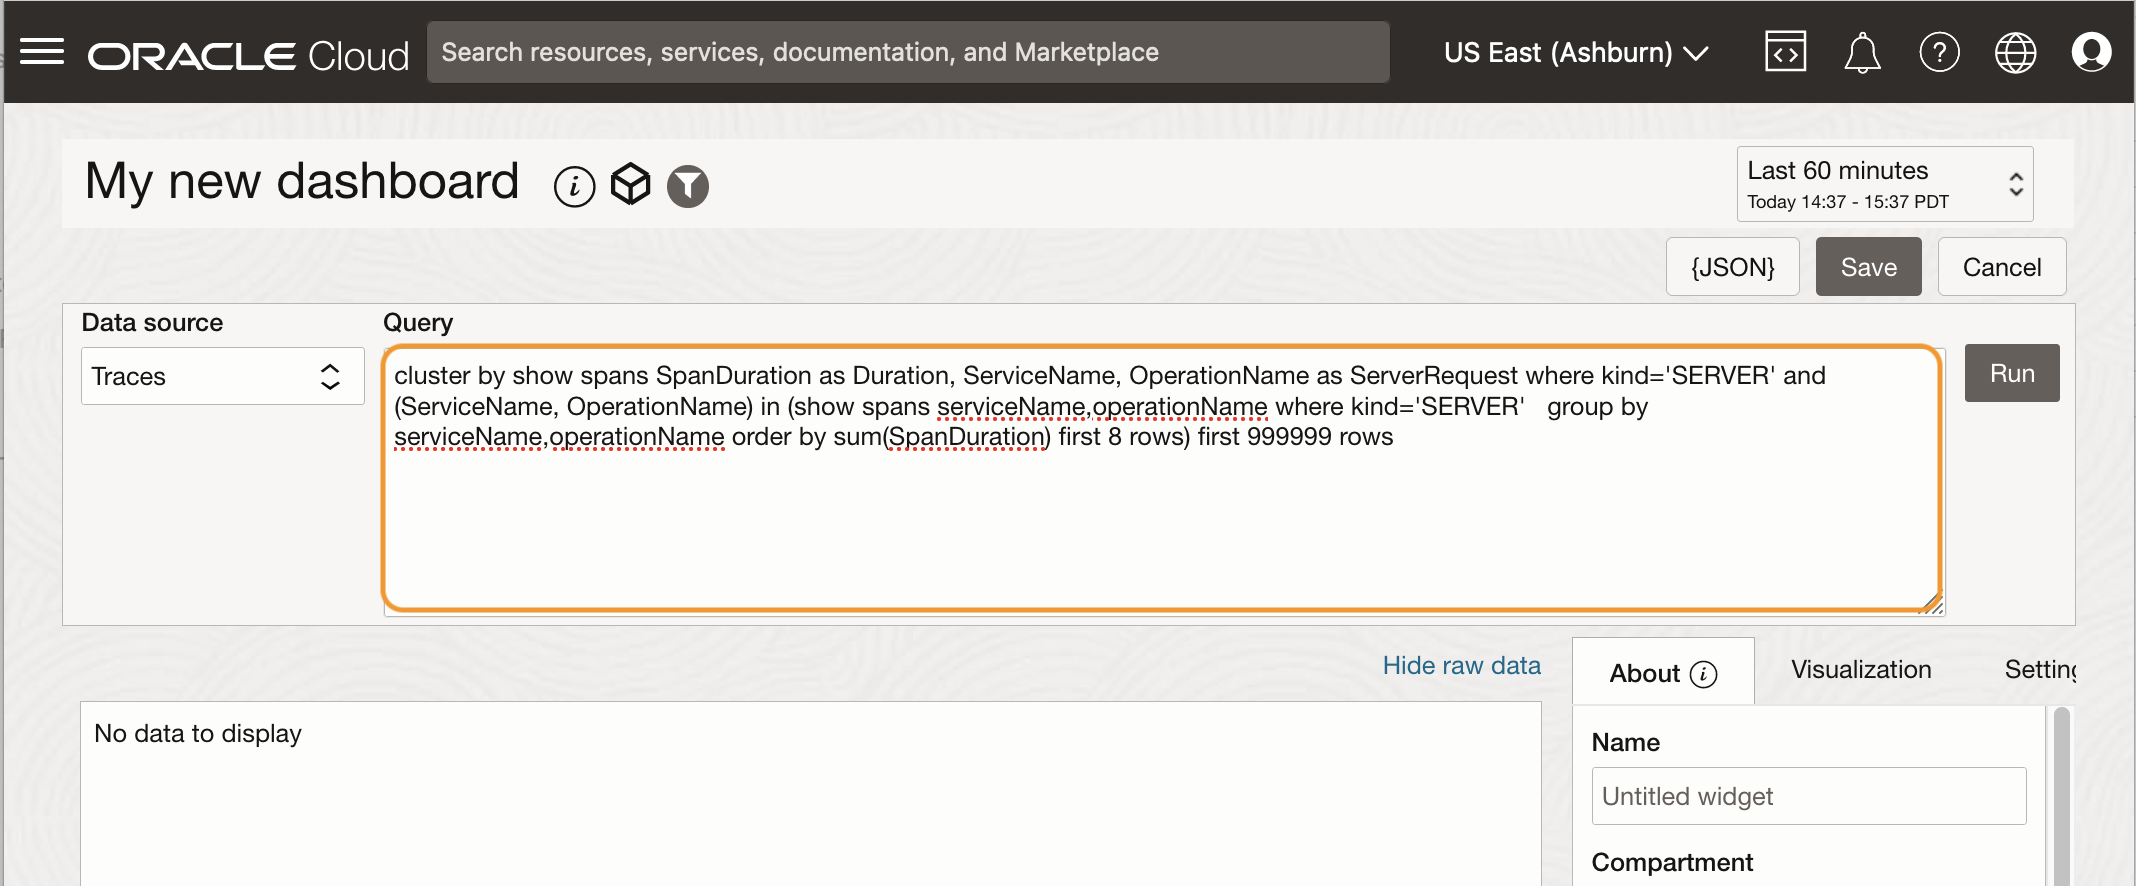 ORACLE Cloud
Search resources, services, documentation, and Marketplace
US East (Ashburn)
My new dashboard
Last 60 minutes
Today 14:37 - 15:37 PDT
{JSON}
Save
Cancel
Data source
Query
Traces
cluster by show spans SpanDuration as Duration, ServiceName, OperationName as ServerRequest where kind='SERVER' and
(ServiceName, OperationName) in (show spans serviceName,operationName where kind='SERVER'   group by
serviceName,operationName order by sum(SpanDuration) first 8 rows) first 999999 rows
Run
Hide raw data
About
Visualization
Setting
No data to display
Name
Untitled widget
Compartment